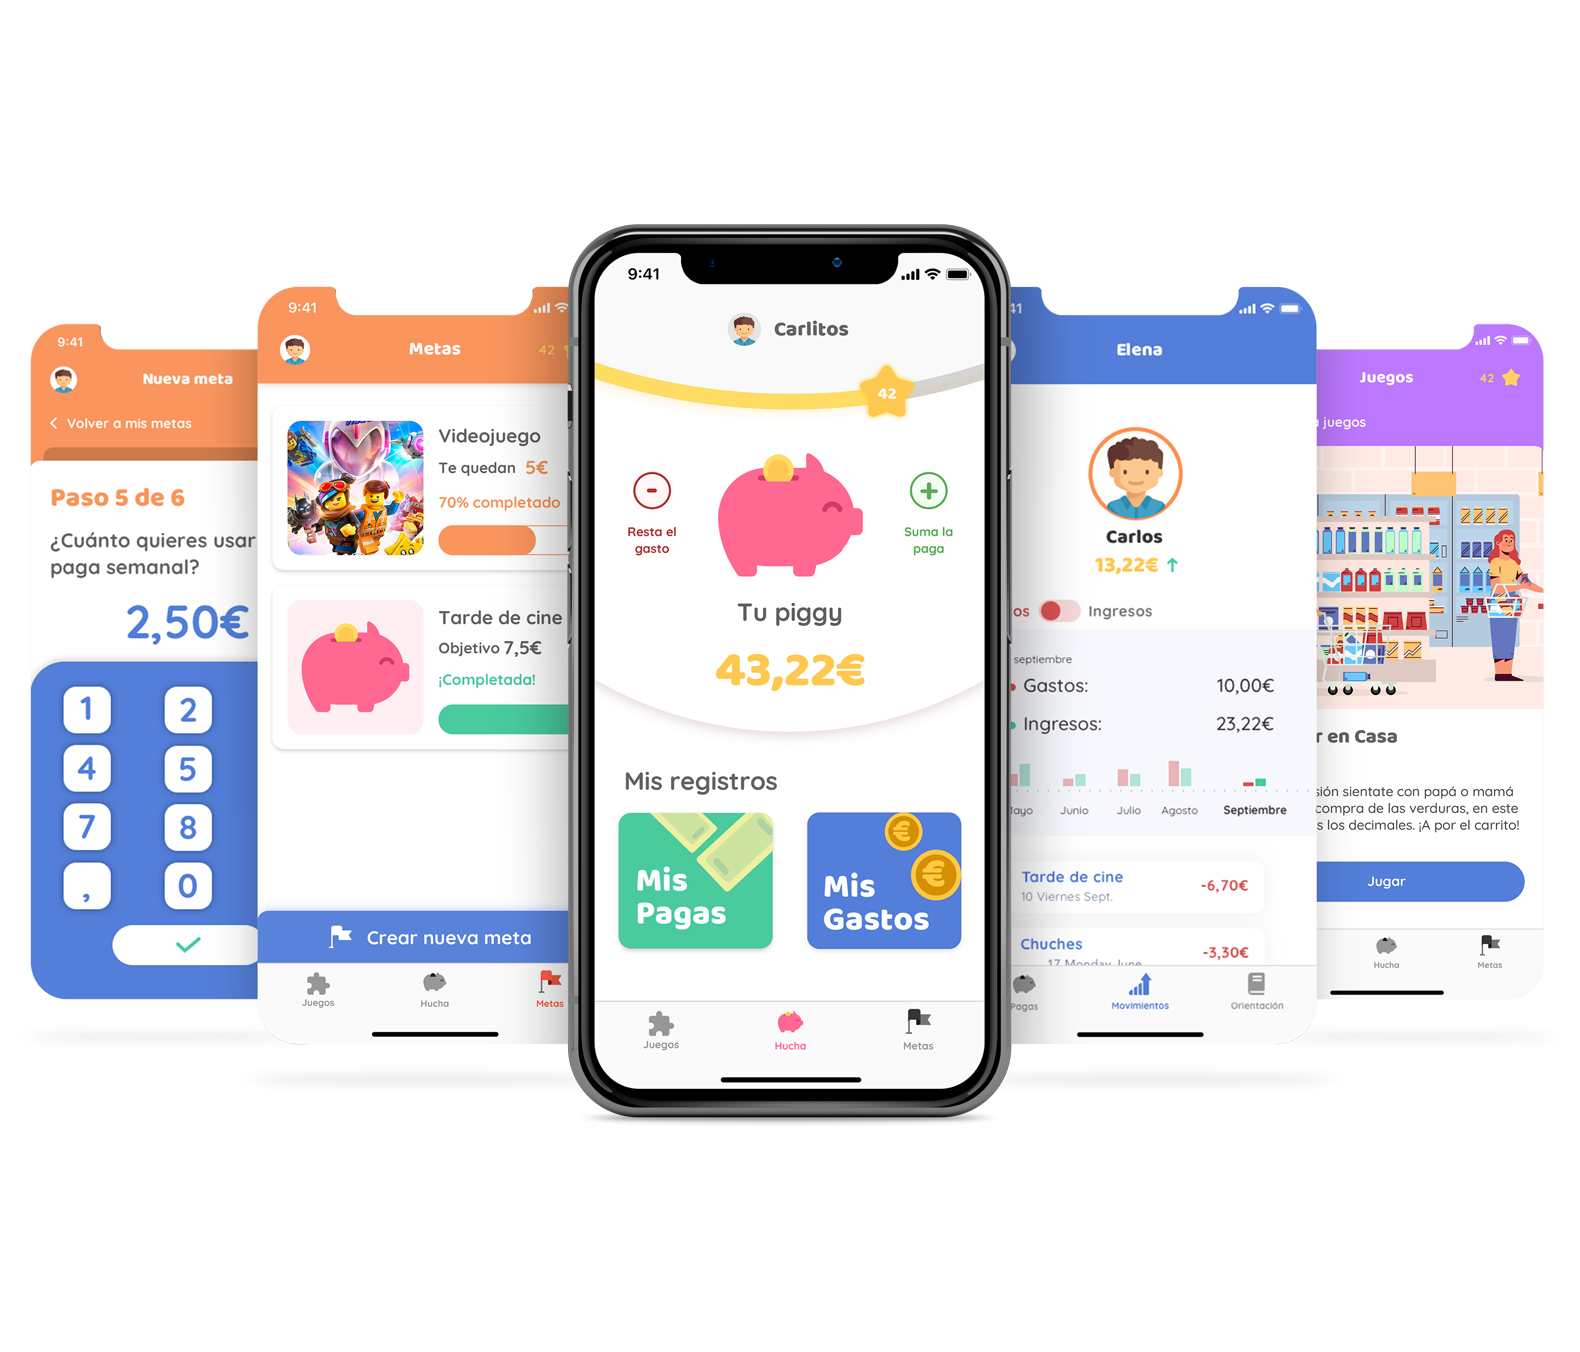 9:41
Nueva meta
Volver a mis metas
Paso 5 de 6
¿Cuánto quieres usar
paga semanal?
2,50€
1 2
4 5
7 8
, 0
9:41
Metas
42
Videojuego
Te quedan 5€
70% completado
Tarde de cine
Objetivo 7,5€
¡Completada!
Crear nueva meta
Juegos
Hucha
Metas
9:41
Carlitos
42
-
Resta el
gasto
+
Suma la
paga
Tu piggy
43,22€
Mis registros
Mis
Pagas
Mis
Gastos
€
€
Juegos
Hucha
Metas
41
Elena
Carlos
13,22€
os
Ingresos
septiembre
Gastos: 10,00€
Ingresos: 23,22€
Junio
Julio
Agosto
Septiembre
Tarde de cine
10 Viernes Sept.
-6,70€
Chuches
17 Monday June
-3,30€
Pagas
Movimientos
Orientación
Juegos
42
juegos
r en Casa
sión sientate con papá o mamá
compra de las verduras, en este
s los decimales. ¡A por el carrito!
Jugar
Hucha
Metas